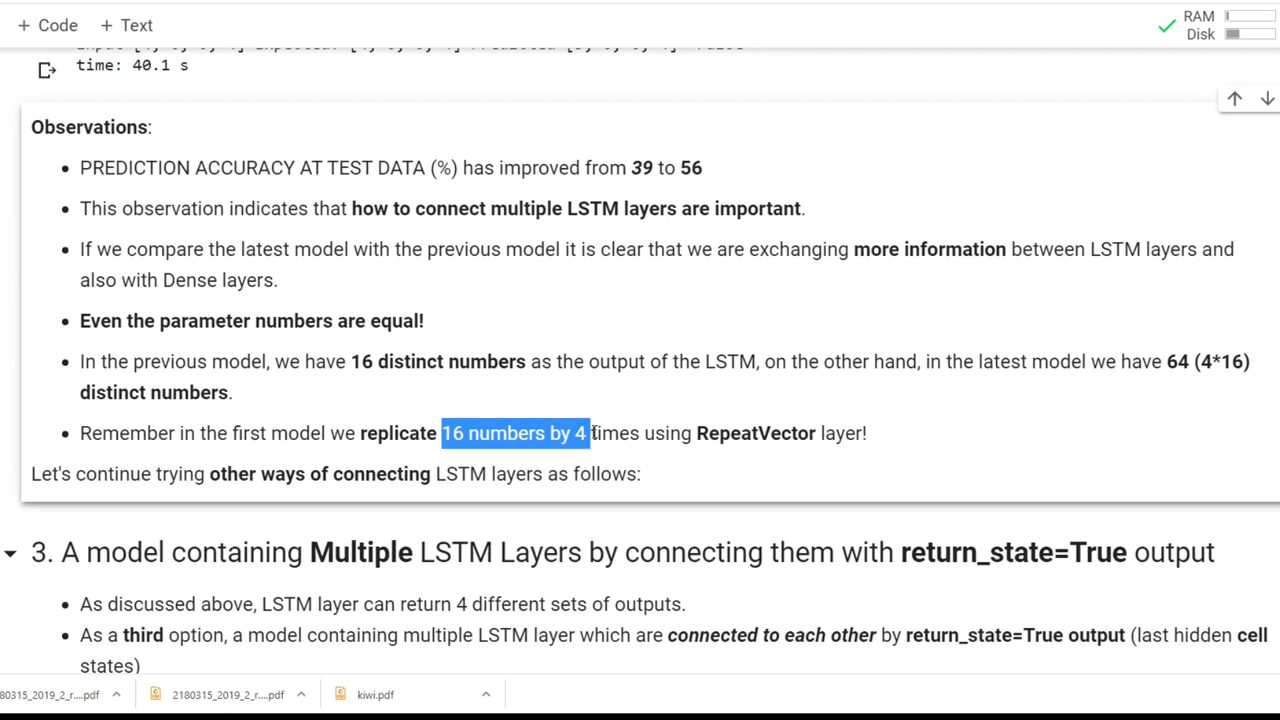 + Code + Text
RAM
Disk
time: 40.1 s
Observations:
PREDICTION ACCURACY AT TEST DATA (%) has improved from 39 to 56
This observation indicates that how to connect multiple LSTM layers are important.
If we compare the latest model with the previous model it is clear that we are exchanging more information between LSTM layers and
also with Dense layers.
Even the parameter numbers are equal!
In the previous model, we have 16 distinct numbers as the output of the LSTM, on the other hand, in the latest model we have 64 (4*16)
distinct numbers.
Remember in the first model we replicate 16 numbers by 4 times using RepeatVector layer!
Let's continue trying other ways of connecting LSTM layers as follows:
3. A model containing Multiple LSTM Layers by connecting them with return_state=True output
As discussed above, LSTM layer can return 4 different sets of outputs.
As a third option, a model containing multiple LSTM layer which are connected to each other by return_state=True output (last hidden cell
states)
80315_2019_2_r....pdf 2180315_2019_2_r....pdf kiwi.pdf